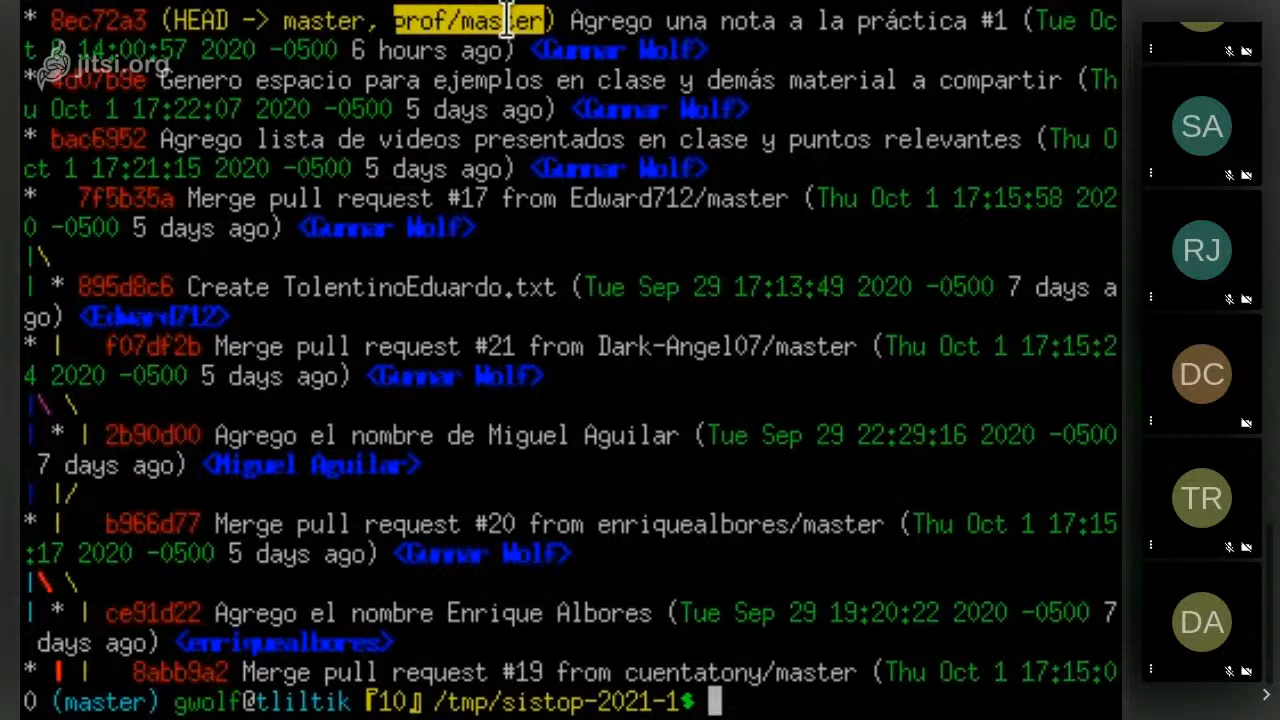 * 8ec72a3 (HEAD -> master, prof/master) Agrego una nota a la práctica #1 (Tue Oc
t 6 14:00:57 2020 -0500 6 hours ago) <Gunnar Wolf>
jitsi.org
* 4d07b9e Genero espacio para ejemplos en clase y demás material a compartir (Th
u Oct 1 17:22:07 2020 -0500 5 days ago) <Gunnar Wolf>
* bac6952 Agrego lista de videos presentados en clase y puntos relevantes (Thu O
ct 1 17:21:15 2020 -0500 5 days ago) <Gunnar Wolf>
*   7f5b35a Merge pull request #17 from Edward712/master (Thu Oct 1 17:15:58 202
0 -0500 5 days ago) <Gunnar Wolf>
|\
| * 895d8c6 Create TolentinoEduardo.txt (Tue Sep 29 17:13:49 2020 -0500 7 days a
go) <Edward712>
* |   f07df2b Merge pull request #21 from Dark-Angel07/master (Thu Oct 1 17:15:2
4 2020 -0500 5 days ago) <Gunnar Wolf>
|\ \
| * | 2b90d00 Agrego el nombre de Miguel Aguilar (Tue Sep 29 22:29:16 2020 -0500
 7 days ago) <Miguel Aguilar>
| |/
* |   b966d77 Merge pull request #20 from enriquealbores/master (Thu Oct 1 17:15
:17 2020 -0500 5 days ago) <Gunnar Wolf>
|\ \
| * | ce91d22 Agrego el nombre Enrique Albores (Tue Sep 29 19:20:22 2020 -0500 7
 days ago) <enriquealbores>
* | |   8abb9a2 Merge pull request #19 from cuentatony/master (Thu Oct 1 17:15:0
0 (master) gwolf@tliltik『10』/tmp/sistop-2021-1$
SA
RJ
DC
TR
DA